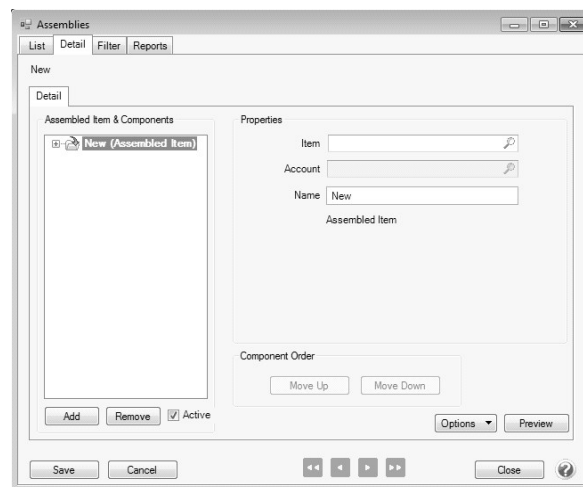 Assemblies
List Detail Filter Reports
New
Detail
Assembled Item & Components
New (Assembled Item)
Properties
Item
Account
Name New
Assembled Item
Component Order
Move Up Move Down
Add Remove Active
Options Preview
Save Cancel Close ?